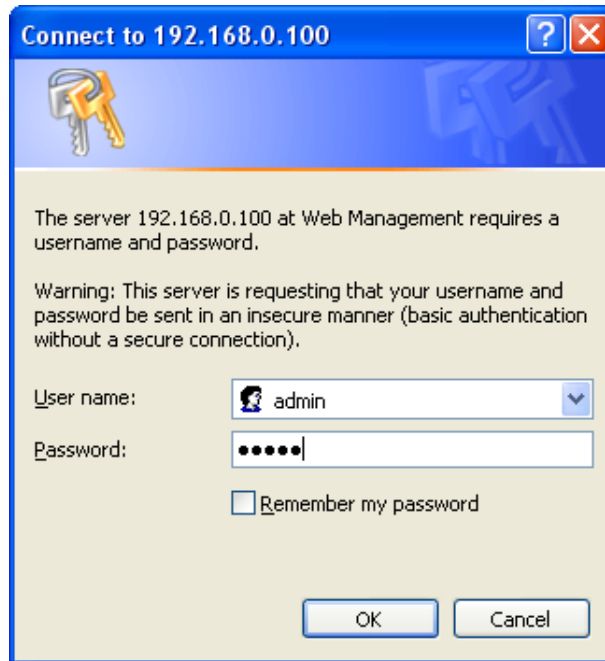 Connect to 192.168.0.100
The server 192.168.0.100 at Web Management requires a
username and password.
Warning: This server is requesting that your username and
password be sent in an insecure manner (basic authentication
without a secure connection).
User name:
admin
Password:
•••••
Remember my password
OK
Cancel